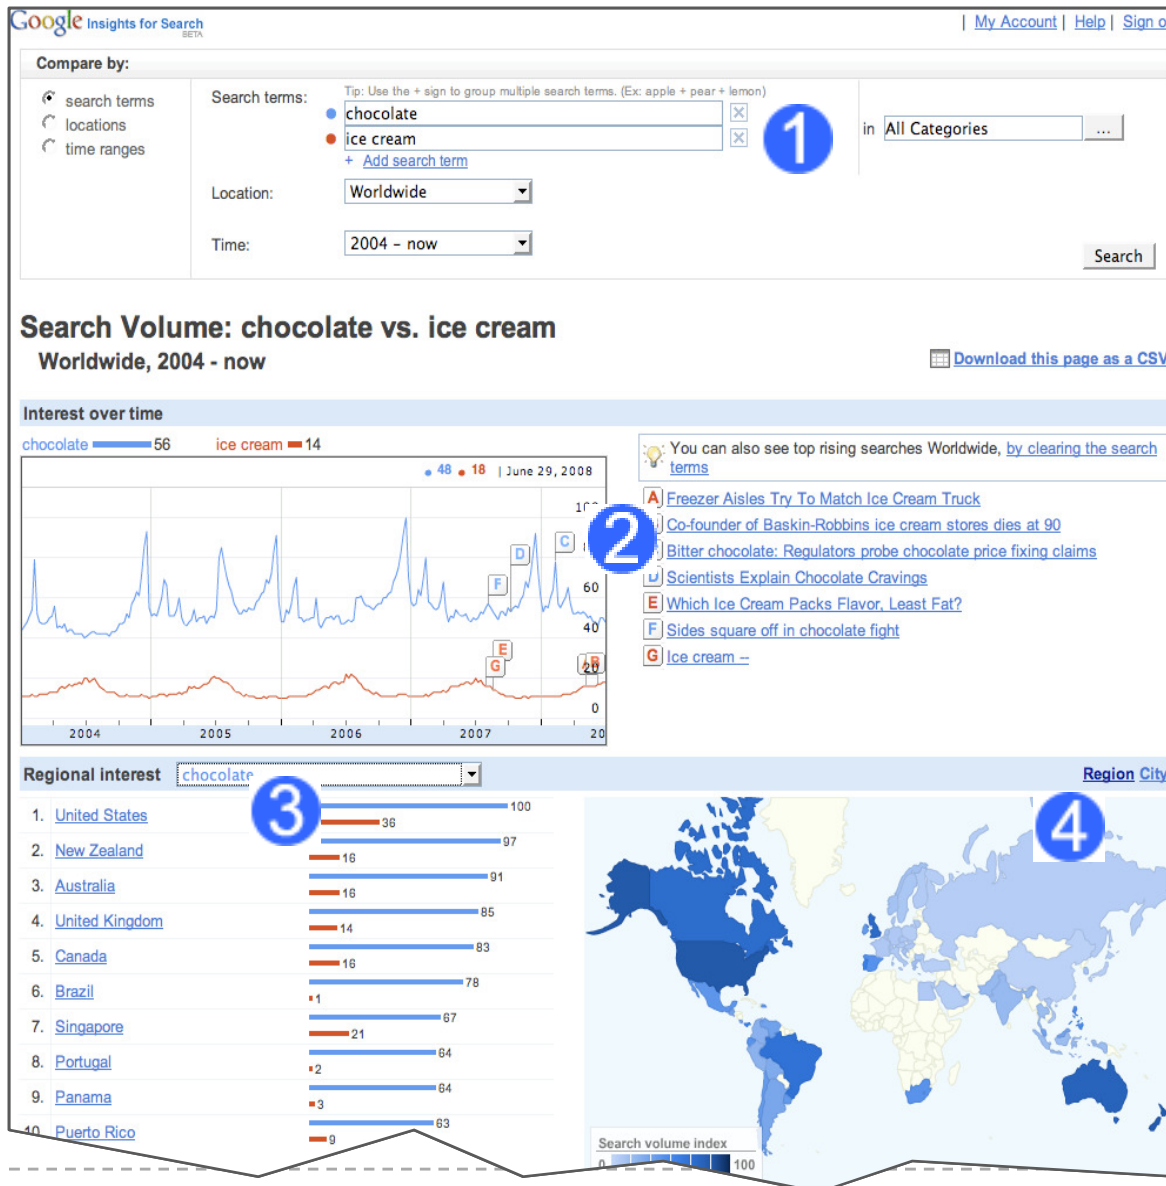 Google Insights for Search
BETA
| My Account | Help | Sign o
Compare by:
search terms
locations
time ranges
Search terms:
Tip: Use the + sign to group multiple search terms. (Ex: apple + pear + lemon)
chocolate
ice cream
+ Add search term
1
in All Categories ...
Location: Worldwide
Time: 2004 – now
Search
Search Volume: chocolate vs. ice cream
Worldwide, 2004 - now
Download this page as a CSV
Interest over time
chocolate 56 ice cream 14
48 18 | June 29, 2008
60
40
20
0
C
D
F
E
G
2004 2005 2006 2007 20
2
You can also see top rising searches Worldwide, by clearing the search
terms
A Freezer Aisles Try To Match Ice Cream Truck
Co-founder of Baskin-Robbins ice cream stores dies at 90
Bitter chocolate: Regulators probe chocolate price fixing claims
D Scientists Explain Chocolate Cravings
E Which Ice Cream Packs Flavor, Least Fat?
F Sides square off in chocolate fight
G Ice cream --
Regional interest chocolate
Region City
3
4
1. United States 100
36
2. New Zealand 97
16
3. Australia 91
16
4. United Kingdom 85
14
5. Canada 83
16
6. Brazil 78
1
7. Singapore 67
21
8. Portugal 64
2
9. Panama 64
3
10. Puerto Rico 63
9
Search volume index
0 100